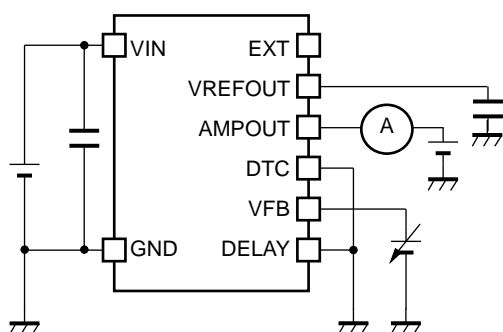 VIN
EXT
VREFOUT
AMPOUT
A
DTC
VFB
GND
DELAY